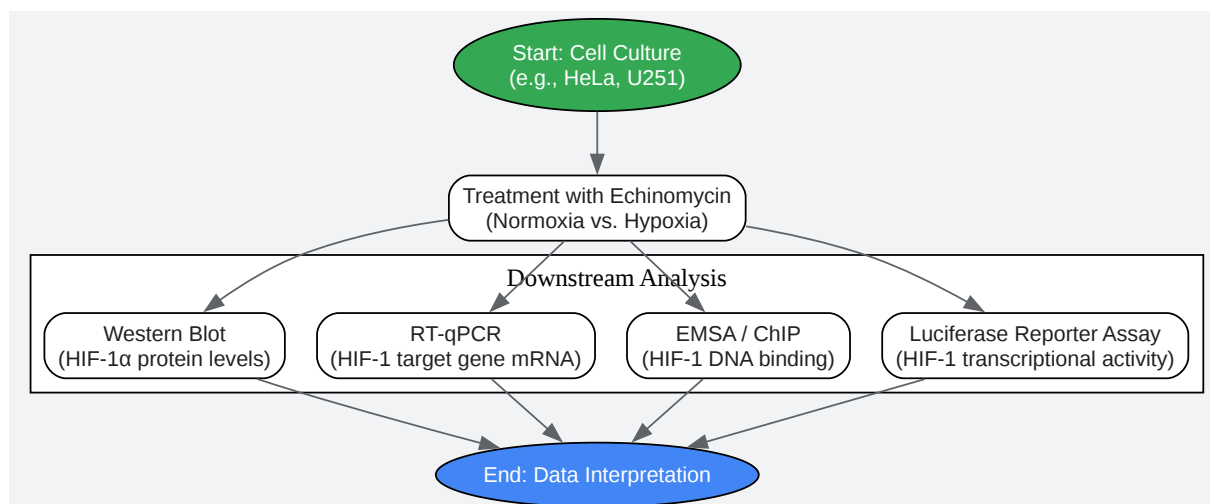 Start: Cell Culture
(e.g., HeLa, U251)
Treatment with Echinomycin
(Normoxia vs. Hypoxia)
Downstream Analysis
Western Blot
(HIF-1α protein levels)
RT-qPCR
(HIF-1 target gene mRNA)
EMSA / ChIP
(HIF-1 DNA binding)
Luciferase Reporter Assay
(HIF-1 transcriptional activity)
End: Data Interpretation